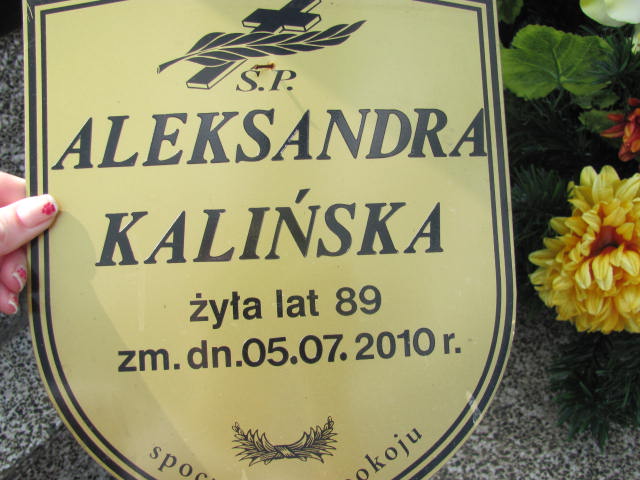 Ś.P.
ALEKSANDRA
KALIŃSKA
żyła lat 89
zm. dn. 05.07.2010 r.